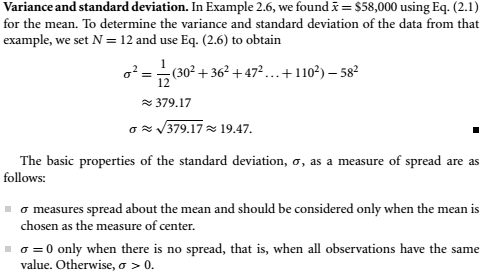 Variance and standard deviation. In Example 2.6, we found x̄ = $58,000 using Eq. (2.1)
for the mean. To determine the variance and standard deviation of the data from that
example, we set N = 12 and use Eq. (2.6) to obtain
σ² = 1/12 (30² + 36² + 47² ... + 110²) − 58²
≈ 379.17
σ ≈ √379.17 ≈ 19.47.
The basic properties of the standard deviation, σ, as a measure of spread are as
follows:
σ measures spread about the mean and should be considered only when the mean is
chosen as the measure of center.
σ = 0 only when there is no spread, that is, when all observations have the same
value. Otherwise, σ > 0.